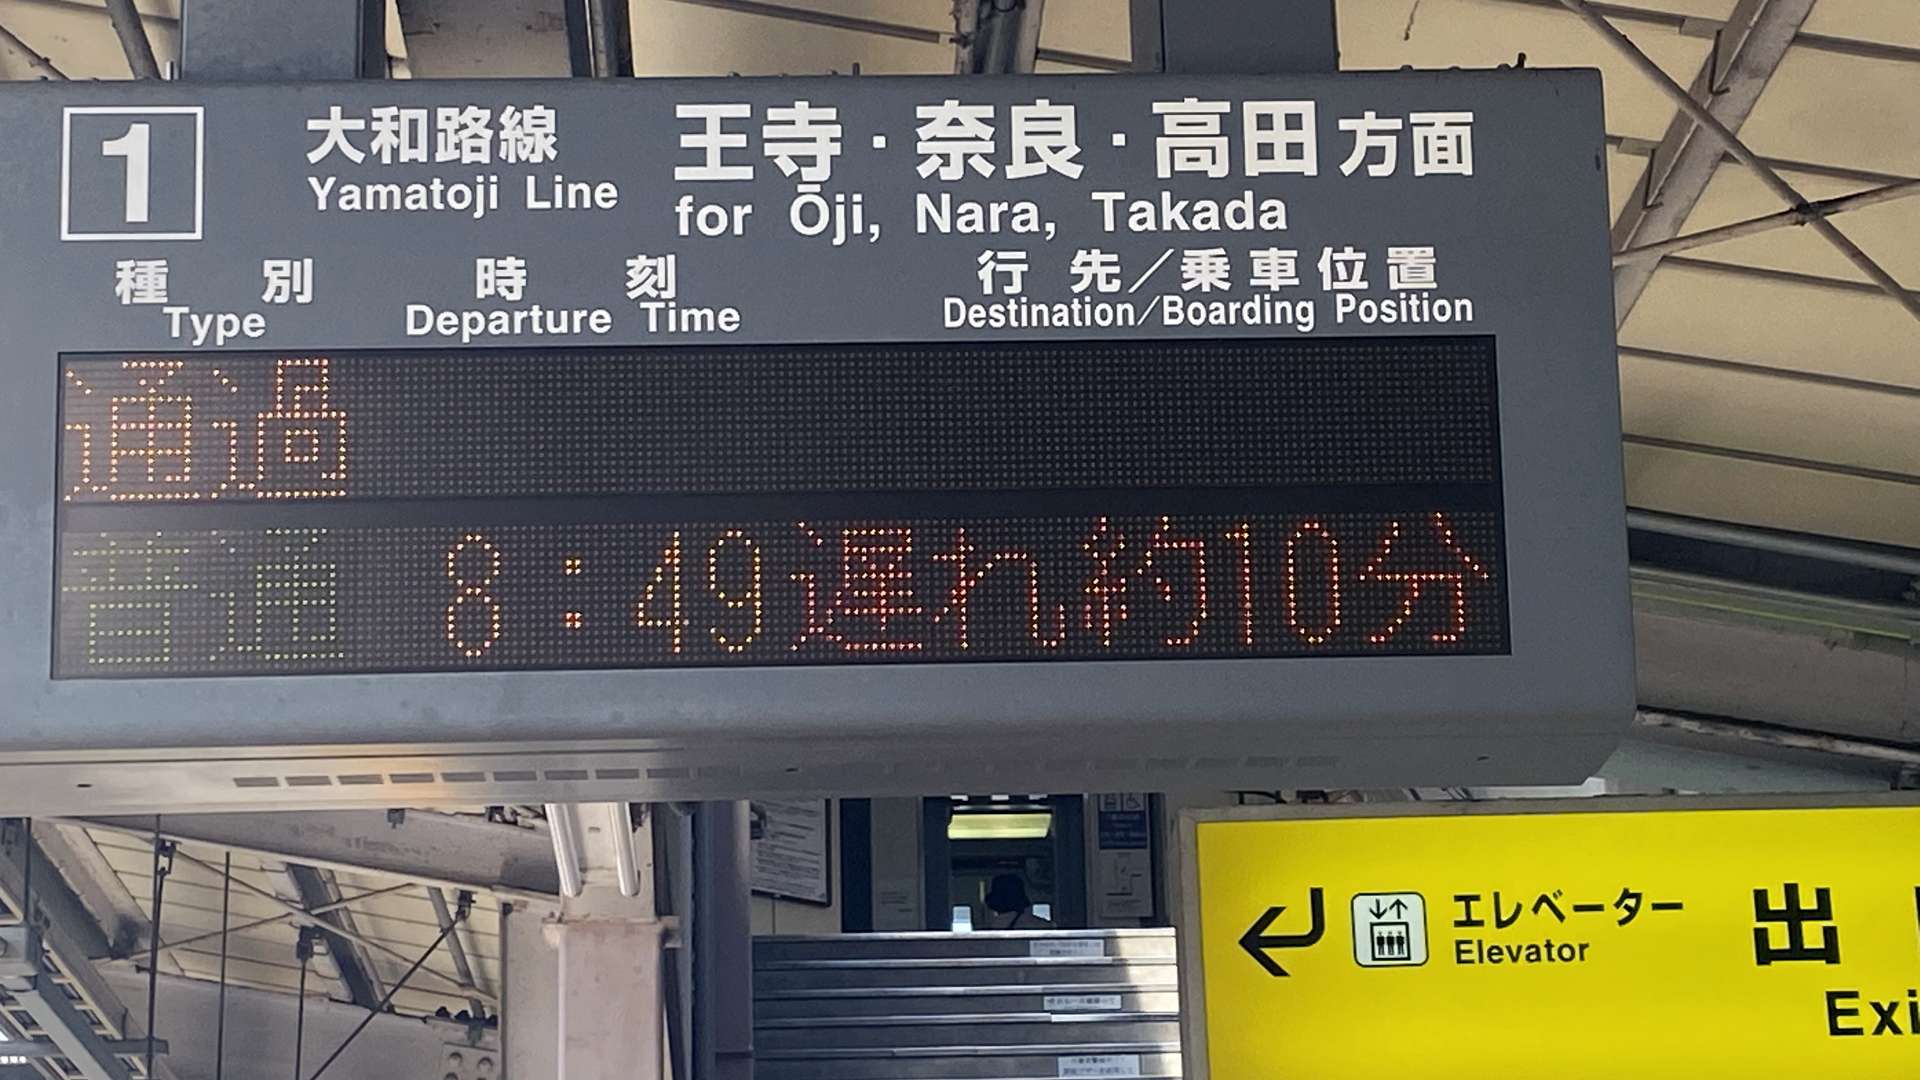 1
大和路線
Yamatoji Line
王寺・奈良・高田方面
for Ōji, Nara, Takada
種別
Type
時刻
Departure Time
行先／乗車位置
Destination/Boarding Position
通過
普通 8:49 遅れ約10分
エレベーター
Elevator
出
Exi